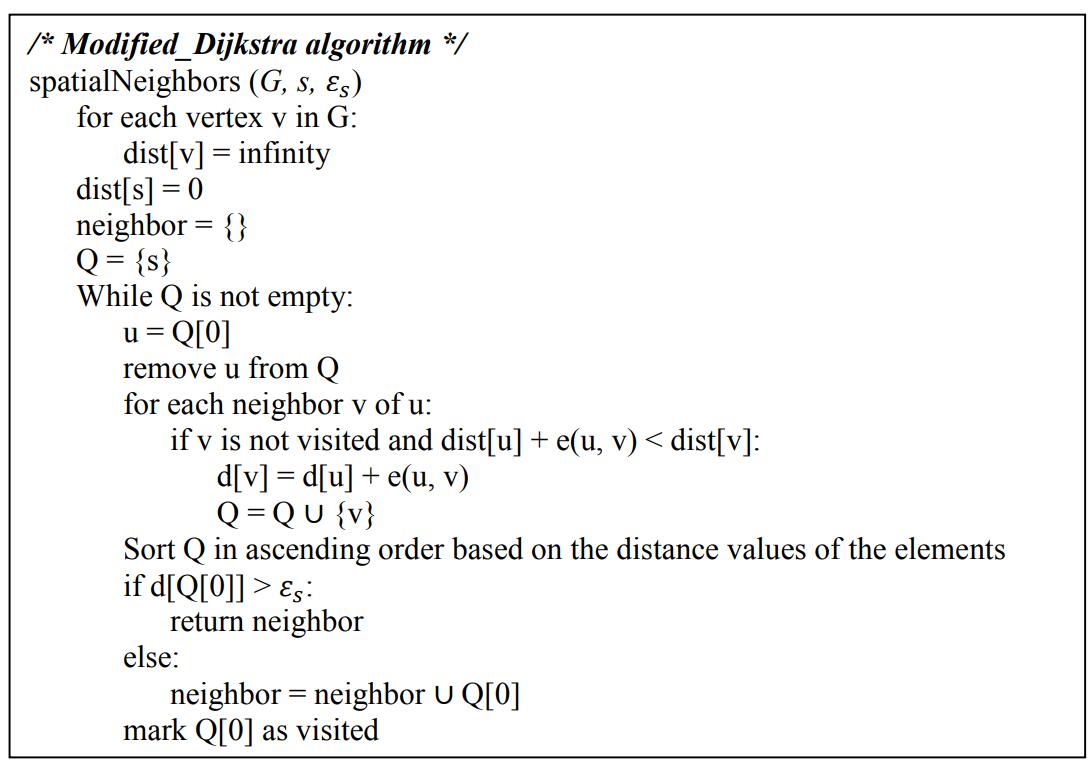 /* Modified_Dijkstra algorithm */
spatialNeighbors (G, s, εₛ)
for each vertex v in G:
dist[v] = infinity
dist[s] = 0
neighbor = {}
Q = {s}
While Q is not empty:
u = Q[0]
remove u from Q
for each neighbor v of u:
if v is not visited and dist[u] + e(u, v) < dist[v]:
d[v] = d[u] + e(u, v)
Q = Q ∪ {v}
Sort Q in ascending order based on the distance values of the elements
if d[Q[0]] > εₛ:
return neighbor
else:
neighbor = neighbor ∪ Q[0]
mark Q[0] as visited